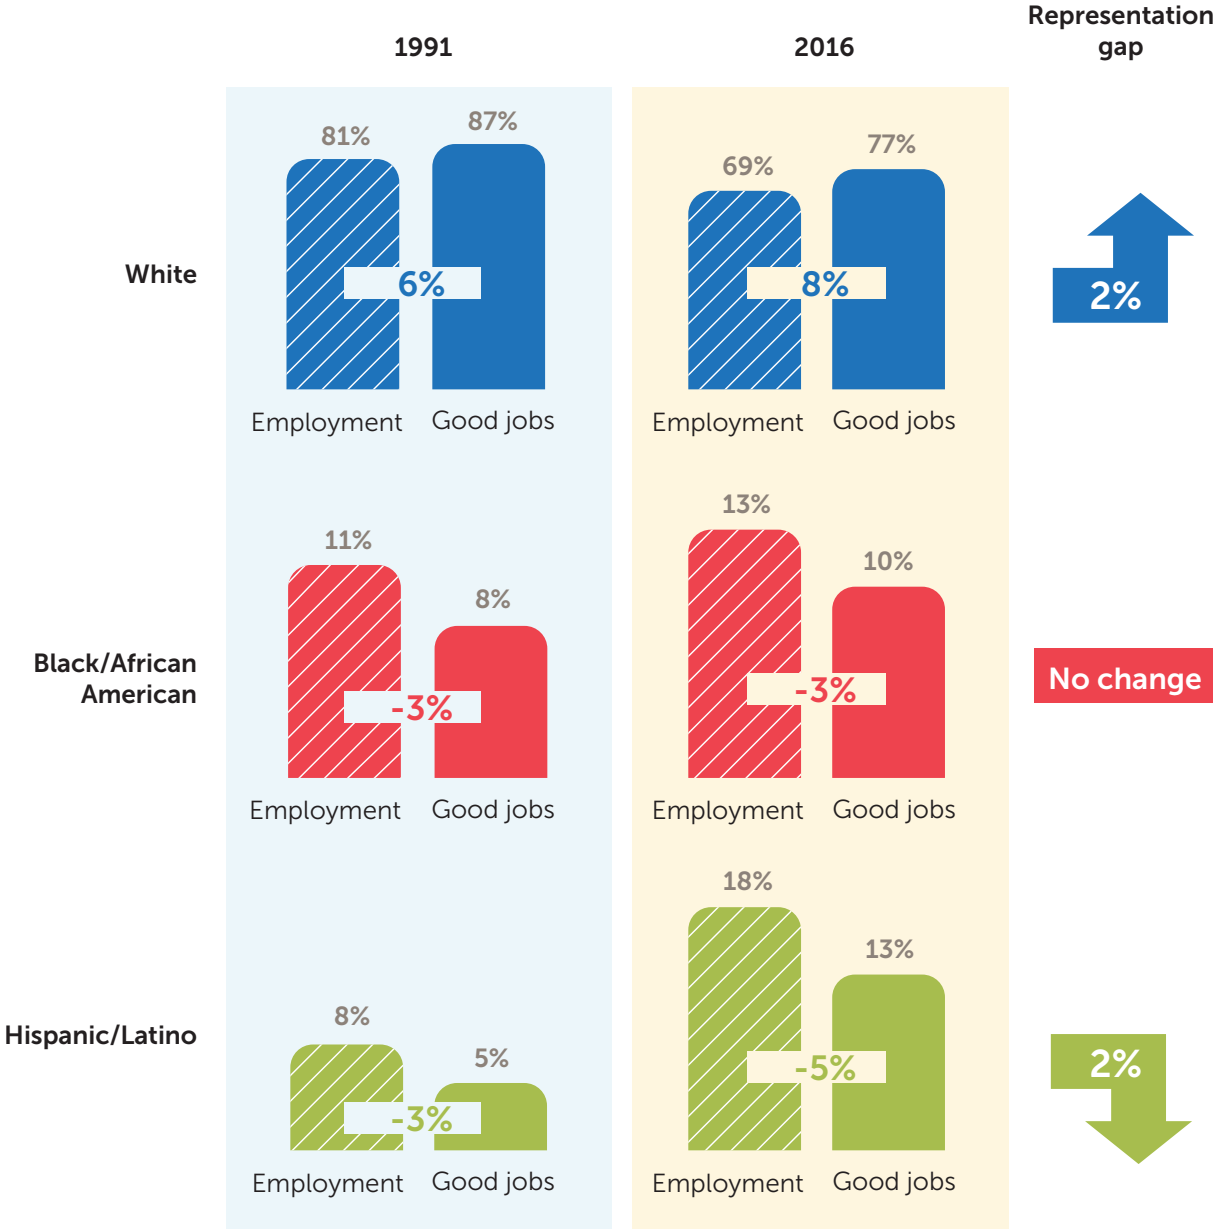 1991
2016
Representation
gap
White
81%
87%
6%
Employment
Good jobs
69%
77%
8%
Employment
Good jobs
2%
Black/African
American
11%
8%
-3%
Employment
Good jobs
13%
10%
-3%
Employment
Good jobs
No change
Hispanic/Latino
8%
5%
-3%
Employment
Good jobs
18%
13%
-5%
Employment
Good jobs
2%